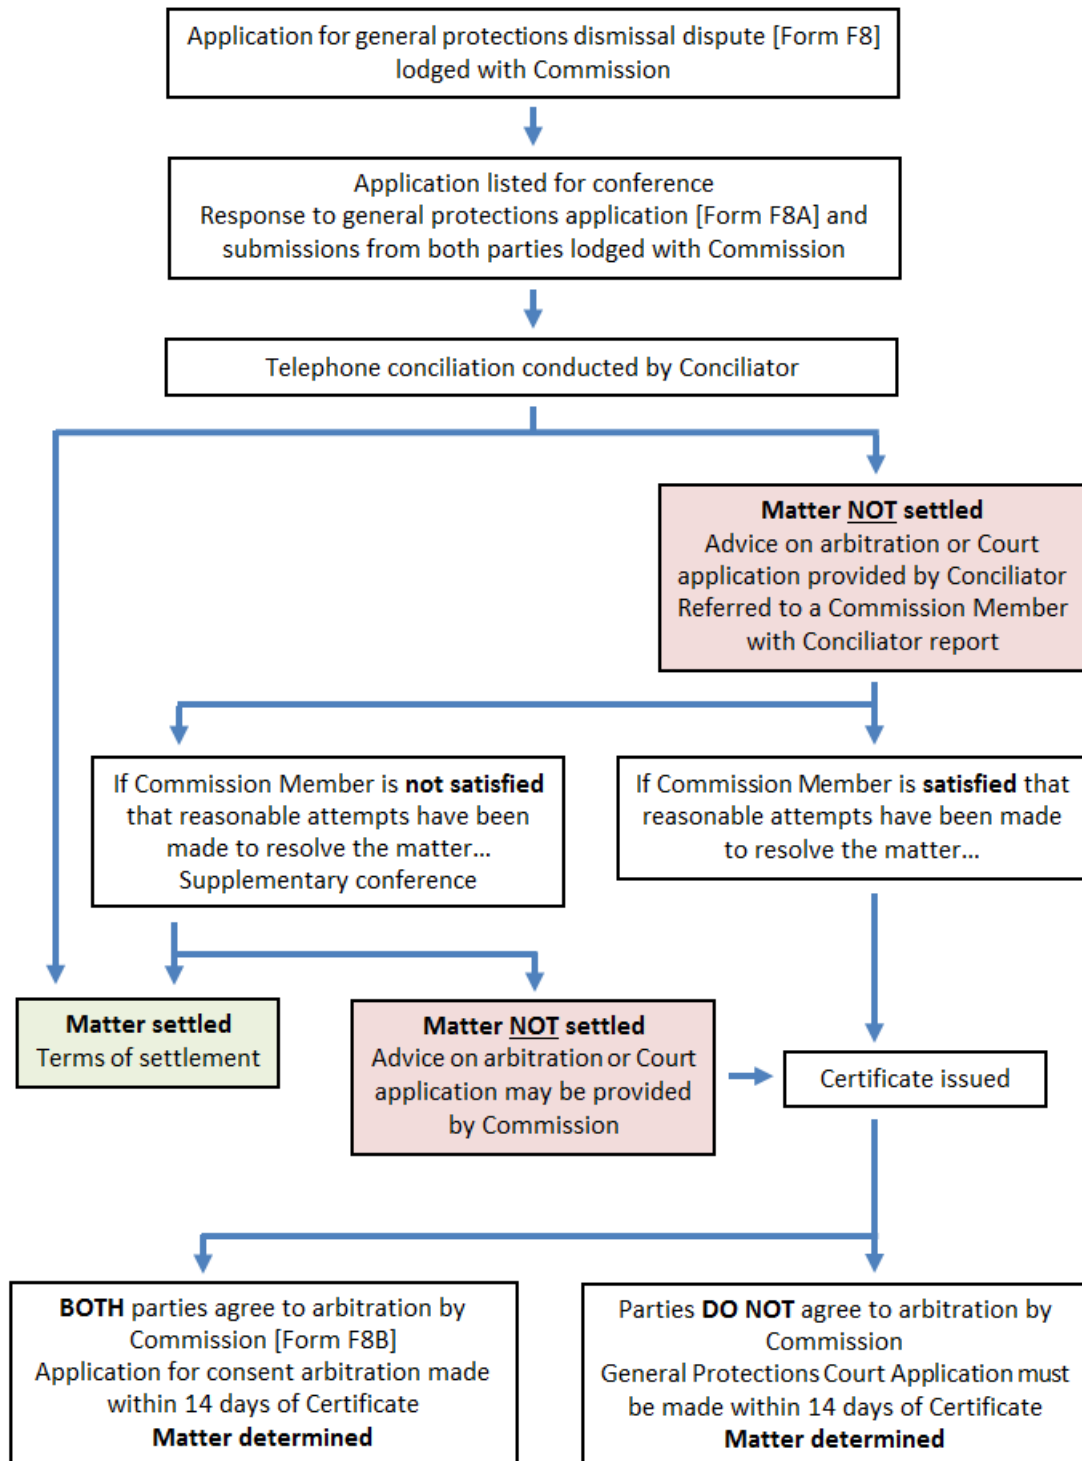 Application for general protections dismissal dispute [Form F8]
lodged with Commission
Application listed for conference
Response to general protections application [Form F8A] and
submissions from both parties lodged with Commission
Telephone conciliation conducted by Conciliator
Matter NOT settled
Advice on arbitration or Court
application provided by Conciliator
Referred to a Commission Member
with Conciliator report
If Commission Member is not satisfied
that reasonable attempts have been
made to resolve the matter...
Supplementary conference
If Commission Member is satisfied that
reasonable attempts have been made
to resolve the matter...
Matter settled
Terms of settlement
Matter NOT settled
Advice on arbitration or Court
application may be provided
by Commission
Certificate issued
BOTH parties agree to arbitration by
Commission [Form F8B]
Application for consent arbitration made
within 14 days of Certificate
Matter determined
Parties DO NOT agree to arbitration by
Commission
General Protections Court Application must
be made within 14 days of Certificate
Matter determined